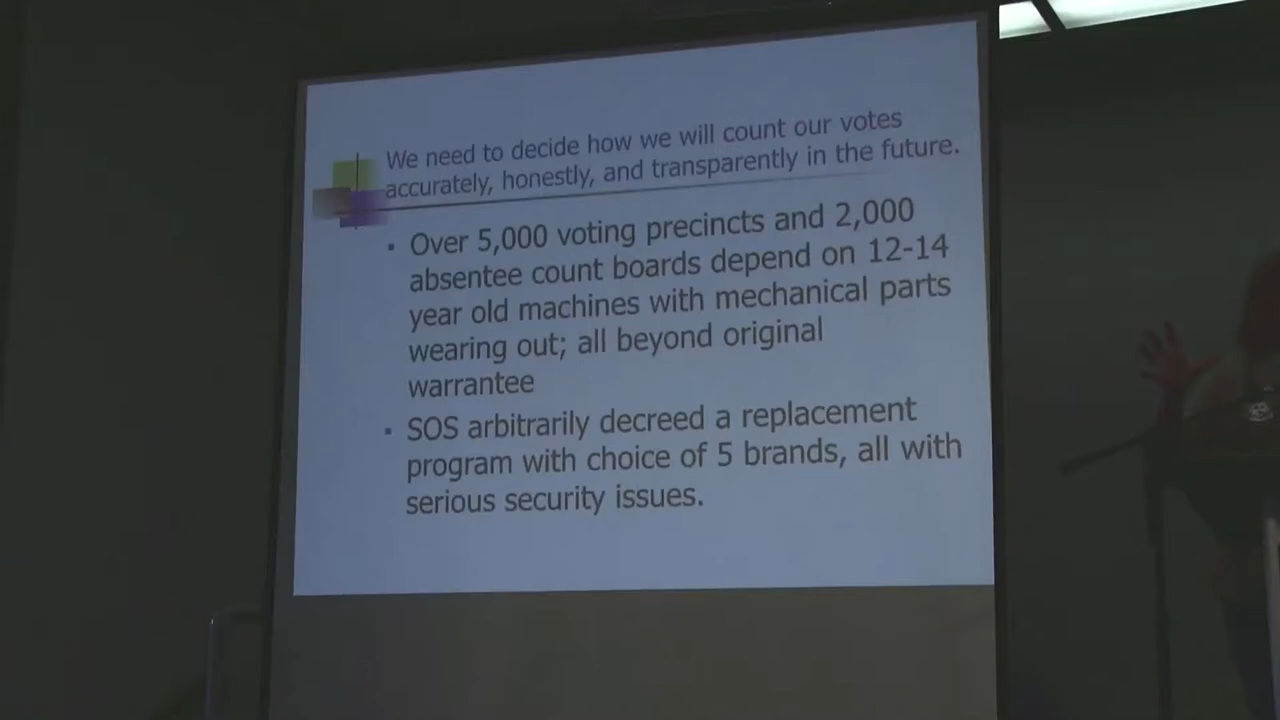 We need to decide how we will count our votes
accurately, honestly, and transparently in the future.
▪ Over 5,000 voting precincts and 2,000
absentee count boards depend on 12-14
year old machines with mechanical parts
wearing out; all beyond original
warrantee
▪ SOS arbitrarily decreed a replacement
program with choice of 5 brands, all with
serious security issues.